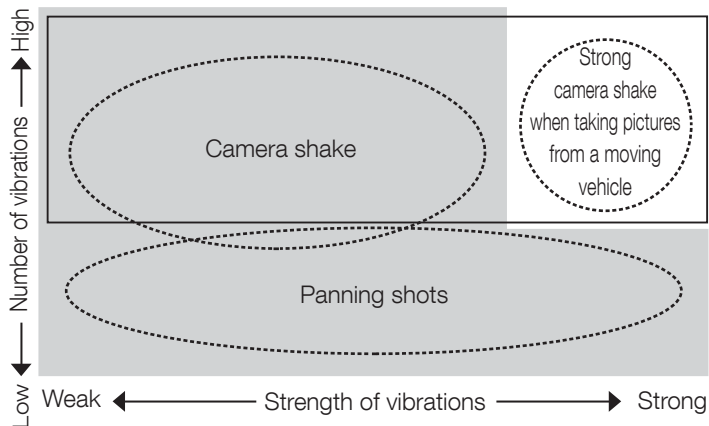 High
Number of vibrations
Low
Camera shake
Strong
camera shake
when taking pictures
from a moving
vehicle
Panning shots
Weak
Strength of vibrations
Strong